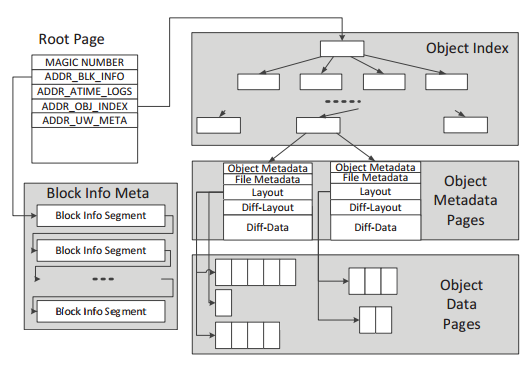 Root Page
MAGIC NUMBER
ADDR_BLK_INFO
ADDR_ATIME_LOGS
ADDR_OBJ_INDEX
ADDR_UW_META
Block Info Meta
Block Info Segment
Block Info Segment
Block Info Segment
Object Index
Object Metadata
File Metadata
Layout
Diff-Layout
Diff-Data
Object Metadata
File Metadata
Layout
Diff-Layout
Diff-Data
Object
Metadata
Pages
Object
Data
Pages